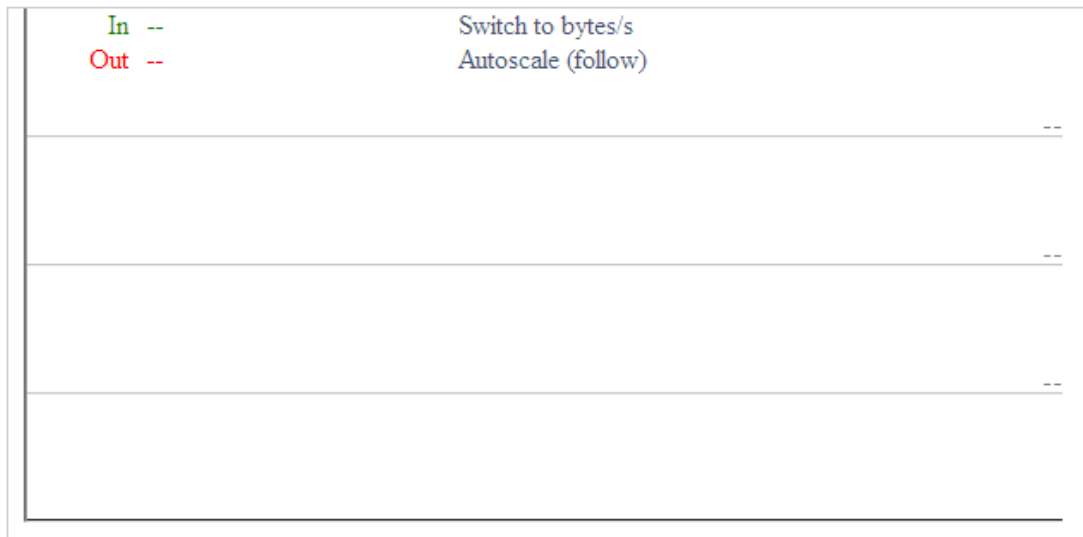 In -- Switch to bytes/s
Out -- Autoscale (follow)
--
--
--